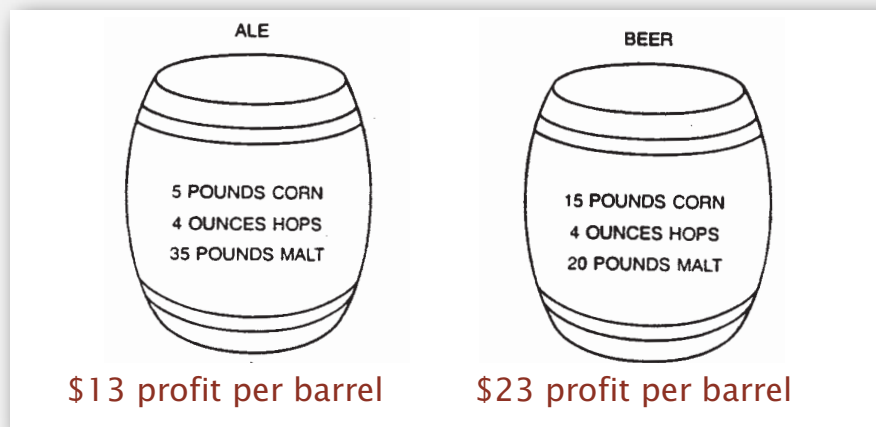 ALE
5 POUNDS CORN
4 OUNCES HOPS
35 POUNDS MALT
$13 profit per barrel
BEER
15 POUNDS CORN
4 OUNCES HOPS
20 POUNDS MALT
$23 profit per barrel